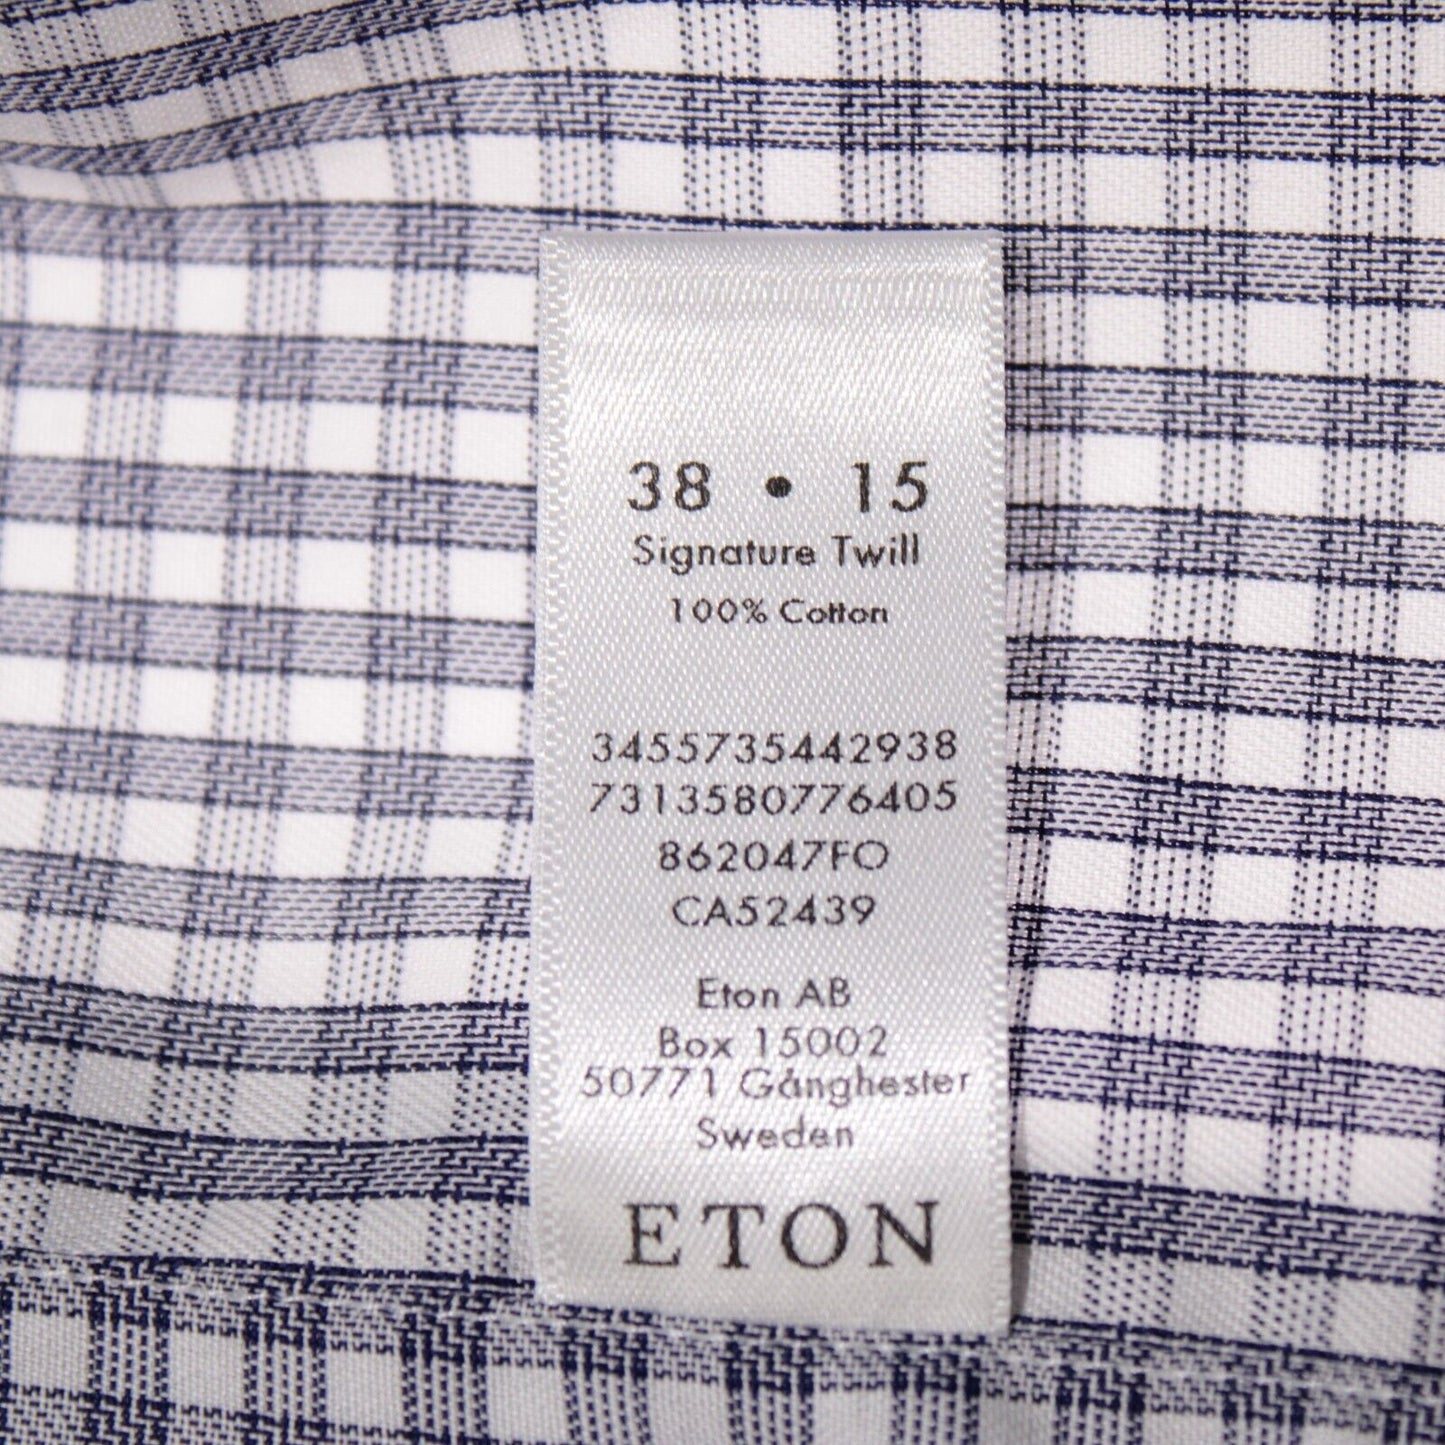 38 • 15
Signature Twill
100% Cotton
3455735442938
7313580776405
862047FO
CA52439
Eton AB
Box 15002
50771 Gånghester
Sweden
ETON